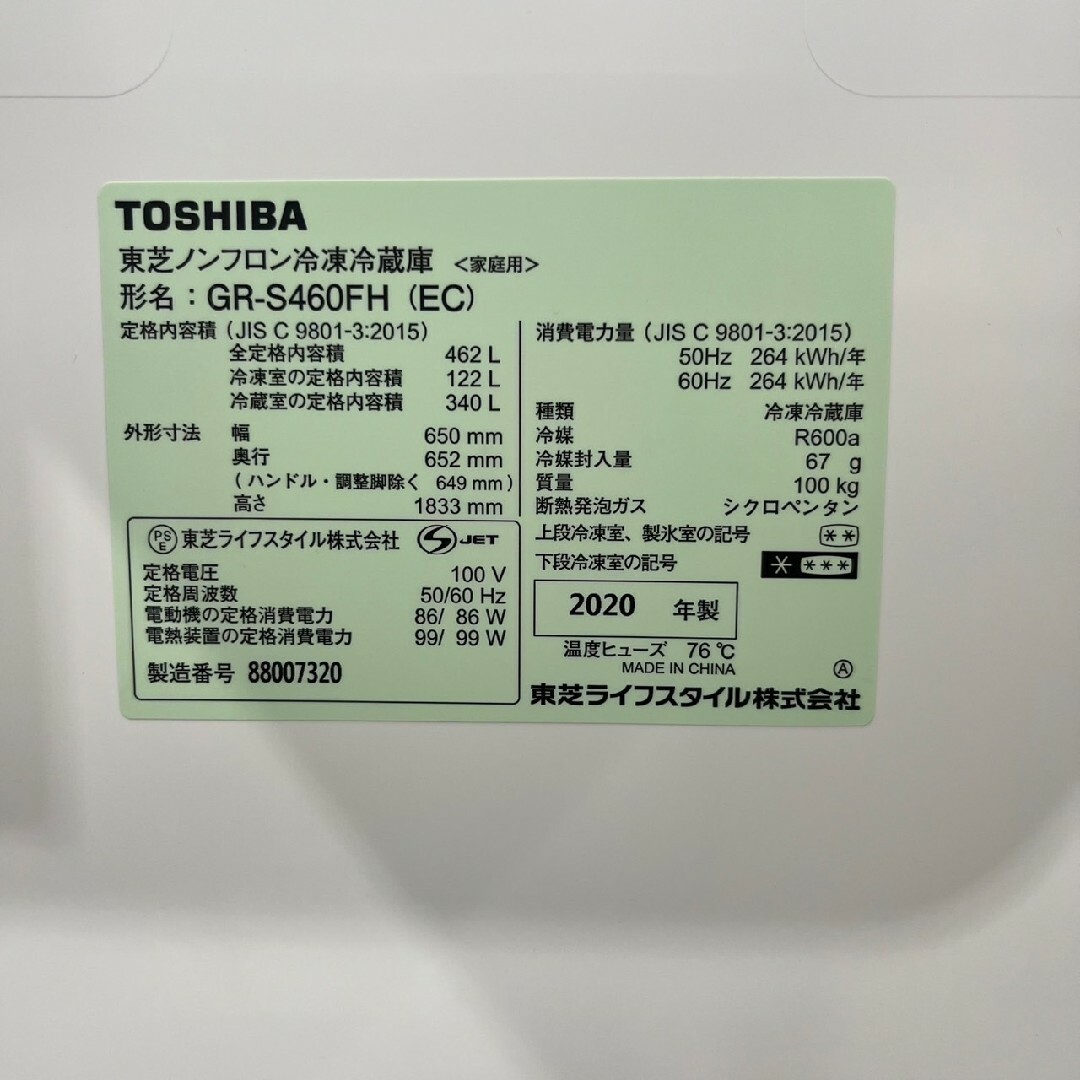 TOSHIBA
東芝ノンフロン冷凍冷蔵庫 <家庭用>
形名：GR-S460FH (EC)
定格内容積 (JIS C 9801-3:2015)
全定格内容積 462 L
冷凍室の定格内容積 122 L
冷蔵室の定格内容積 340 L
外形寸法 幅 650 mm
奥行 652 mm
(ハンドル・調整脚除く 649 mm)
高さ 1833 mm
PSE 東芝ライフスタイル株式会社 S JET
定格電圧 100 V
定格周波数 50/60 Hz
電動機の定格消費電力 86/ 86 W
電熱装置の定格消費電力 99/ 99 W
製造番号 88007320
消費電力量 (JIS C 9801-3:2015)
50Hz 264 kWh/年
60Hz 264 kWh/年
種類 冷凍冷蔵庫
冷媒 R600a
冷媒封入量 67 g
質量 100 kg
断熱発泡ガス シクロペンタン
上段冷凍室、製氷室の記号 **
下段冷凍室の記号 * ***
2020 年製
温度ヒューズ 76 ℃
MADE IN CHINA Ⓐ
東芝ライフスタイル株式会社